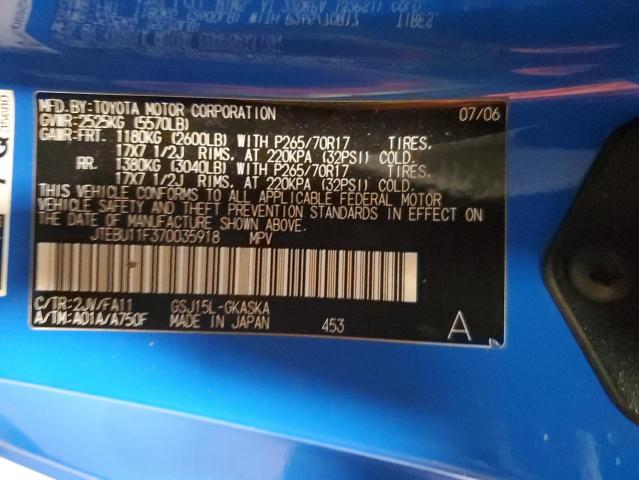 MFD.BY:TOYOTA MOTOR CORPORATION 07/06
GVWR:2525KG (5570LB)
GAWR-FRT. 1180KG (2600LB) WITH P265/70R17 TIRES,
17X7 1/2J RIMS, AT 220KPA (32PSI) COLD.
RR. 1380KG (3040LB) WITH P265/70R17 TIRES,
17X7 1/2J RIMS, AT 220KPA (32PSI) COLD.
THIS VEHICLE CONFORMS TO ALL APPLICABLE FEDERAL MOTOR
VEHICLE SAFETY AND THEFT PREVENTION STANDARDS IN EFFECT ON
THE DATE OF MANUFACTURE SHOWN ABOVE.
JTEBU11F370035918 MPV
C/TR:2JV/FA11 GSJ15L-GKASKA
A/TM:A01A/A750F MADE IN JAPAN 453 A